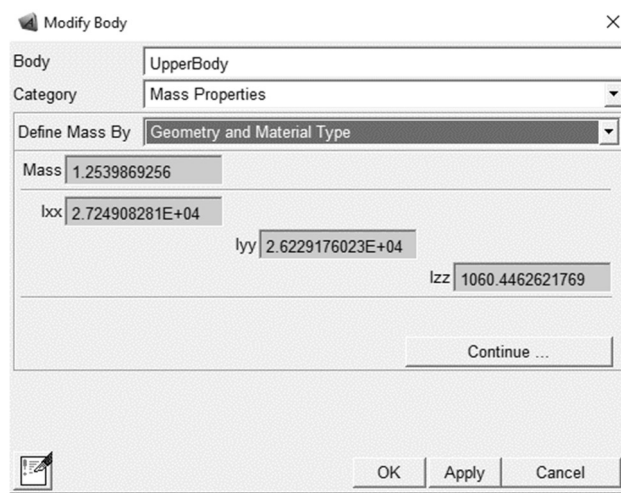 Modify Body
Body UpperBody
Category Mass Properties
Define Mass By Geometry and Material Type
Mass 1.2539869256
Ixx 2.724908281E+04
Iyy 2.6229176023E+04
Izz 1060.4462621769
Continue ...
OK Apply Cancel